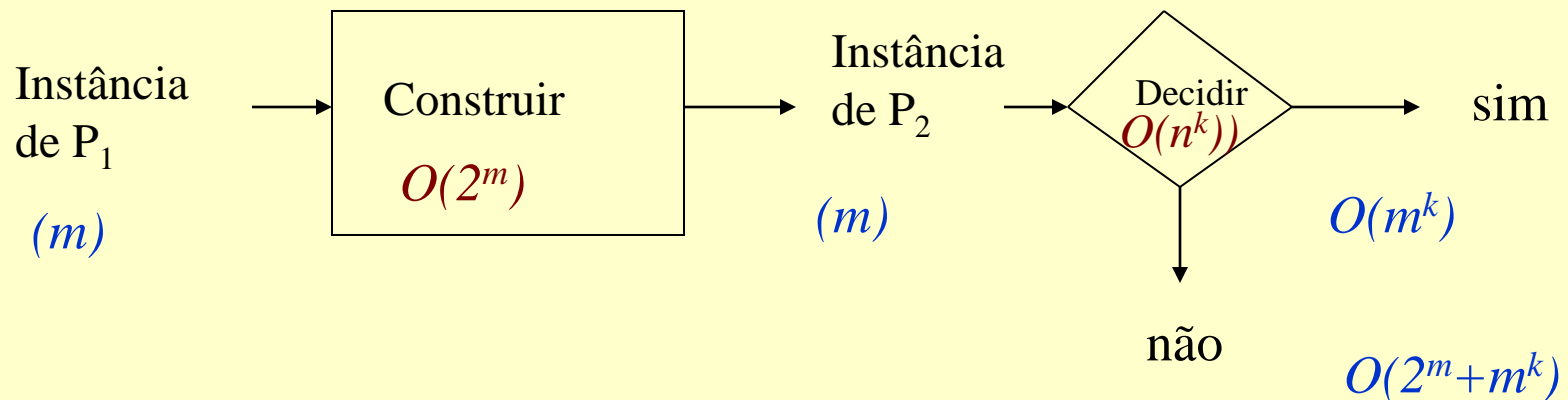 Instância
de P₁
(m)
Construir
O(2ᵐ)
Instância
de P₂
(m)
Decidir
O(nᵏ))
sim
O(mᵏ)
não
O(2ᵐ+mᵏ)